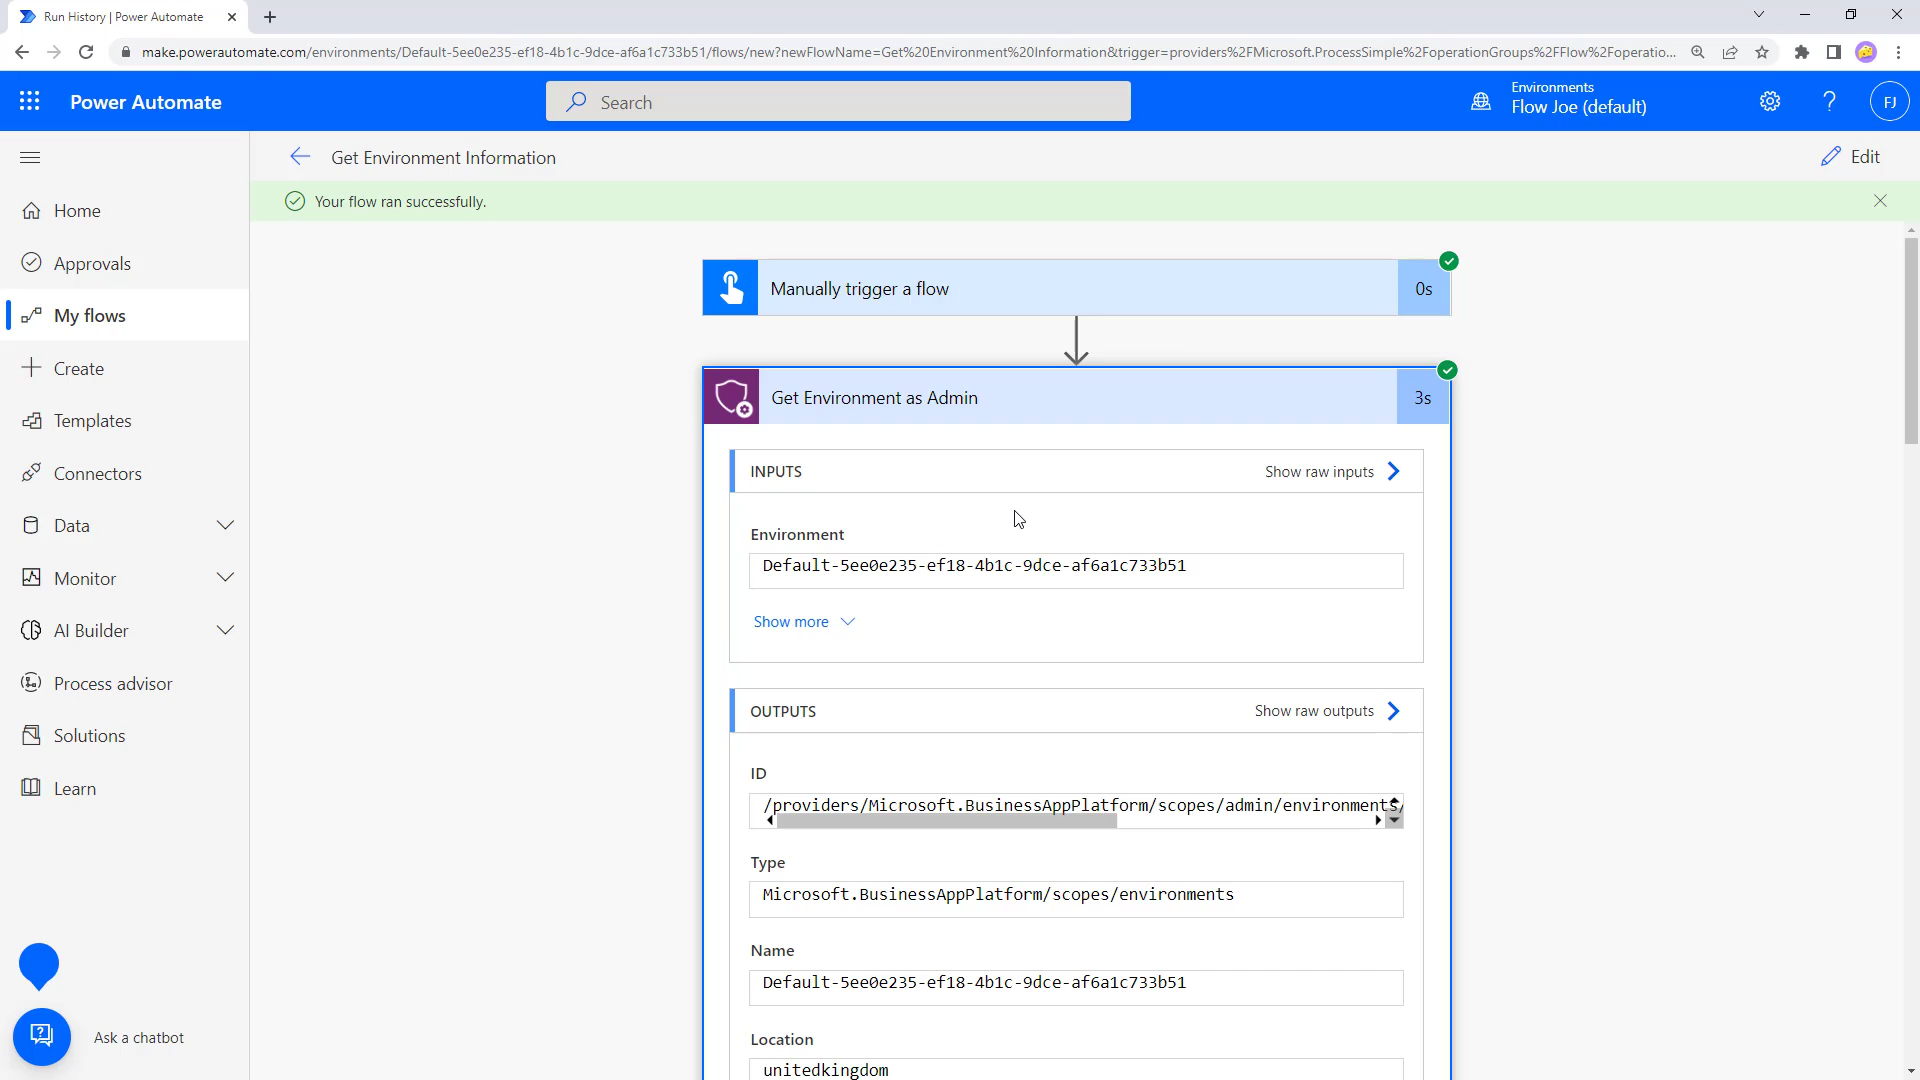 Run History | Power Automate
make.powerautomate.com/environments/Default-5ee0e235-ef18-4b1c-9dce-af6a1c733b51/flows/new?newFlowName=Get%20Environment%20Information&trigger=providers%2FMicrosoft.ProcessSimple%2FoperationGroups%2FFlow%2Foperatio...
Power Automate
Search
Environments
Flow Joe (default)
?
FJ
Get Environment Information
Edit
Your flow ran successfully.
Home
Approvals
My flows
Create
Templates
Connectors
Data
Monitor
AI Builder
Process advisor
Solutions
Learn
Ask a chatbot
Manually trigger a flow
0s
Get Environment as Admin
3s
INPUTS
Show raw inputs
Environment
Default-5ee0e235-ef18-4b1c-9dce-af6a1c733b51
Show more
OUTPUTS
Show raw outputs
ID
/providers/Microsoft.BusinessAppPlatform/scopes/admin/environments/
Type
Microsoft.BusinessAppPlatform/scopes/environments
Name
Default-5ee0e235-ef18-4b1c-9dce-af6a1c733b51
Location
unitedkingdom